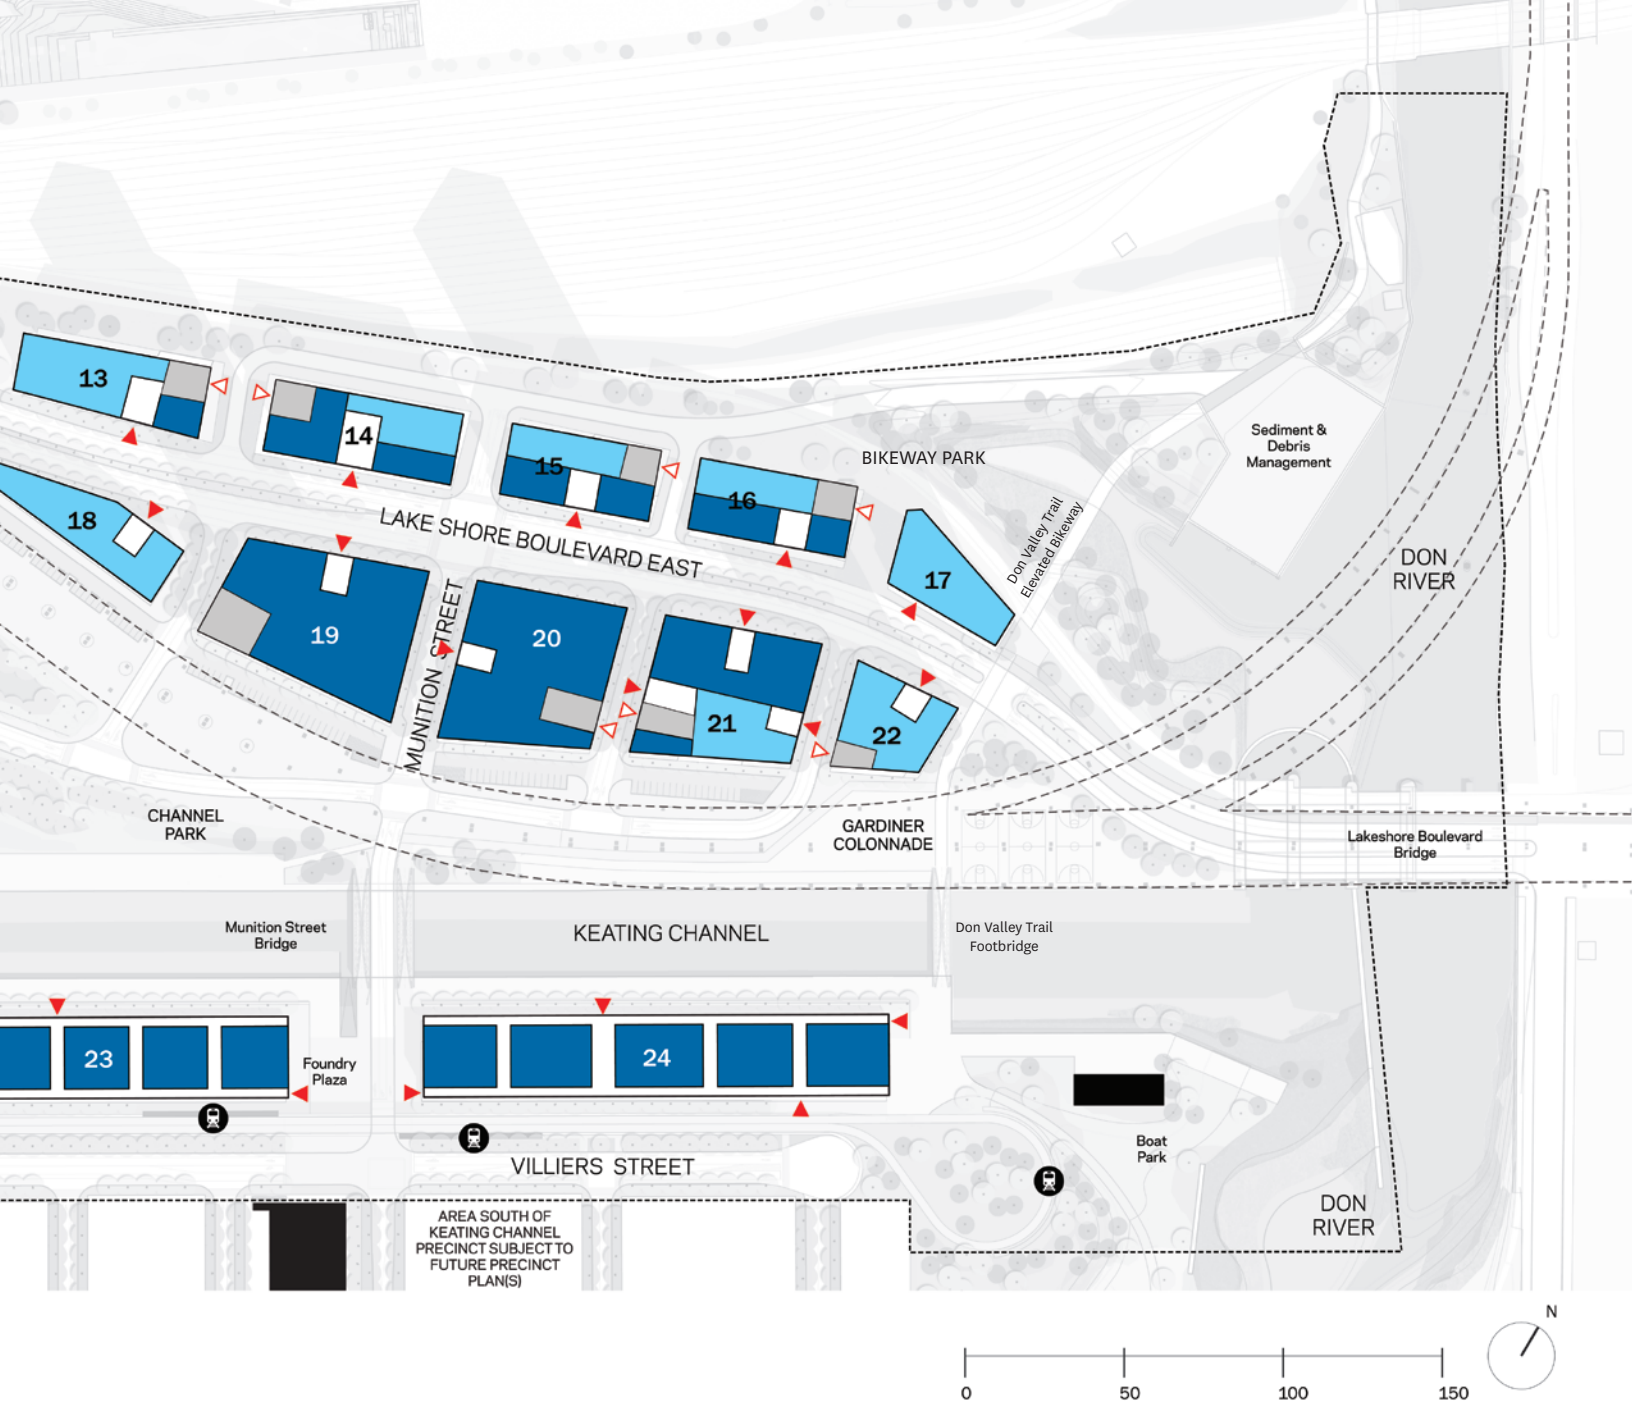 13
14
15
16
BIKEWAY PARK
Sediment &
Debris
Management
18
LAKE SHORE BOULEVARD EAST
17
Don Valley Trail
Elevated Bikeway
DON
RIVER
19
MUNITION STREET
20
21
22
CHANNEL
PARK
GARDINER
COLONNADE
Lakeshore Boulevard
Bridge
Munition Street
Bridge
KEATING CHANNEL
Don Valley Trail
Footbridge
23
Foundry
Plaza
24
Boat
Park
VILLIERS STREET
DON
RIVER
AREA SOUTH OF
KEATING CHANNEL
PRECINCT SUBJECT TO
FUTURE PRECINCT
PLAN(S)
N
0 50 100 150